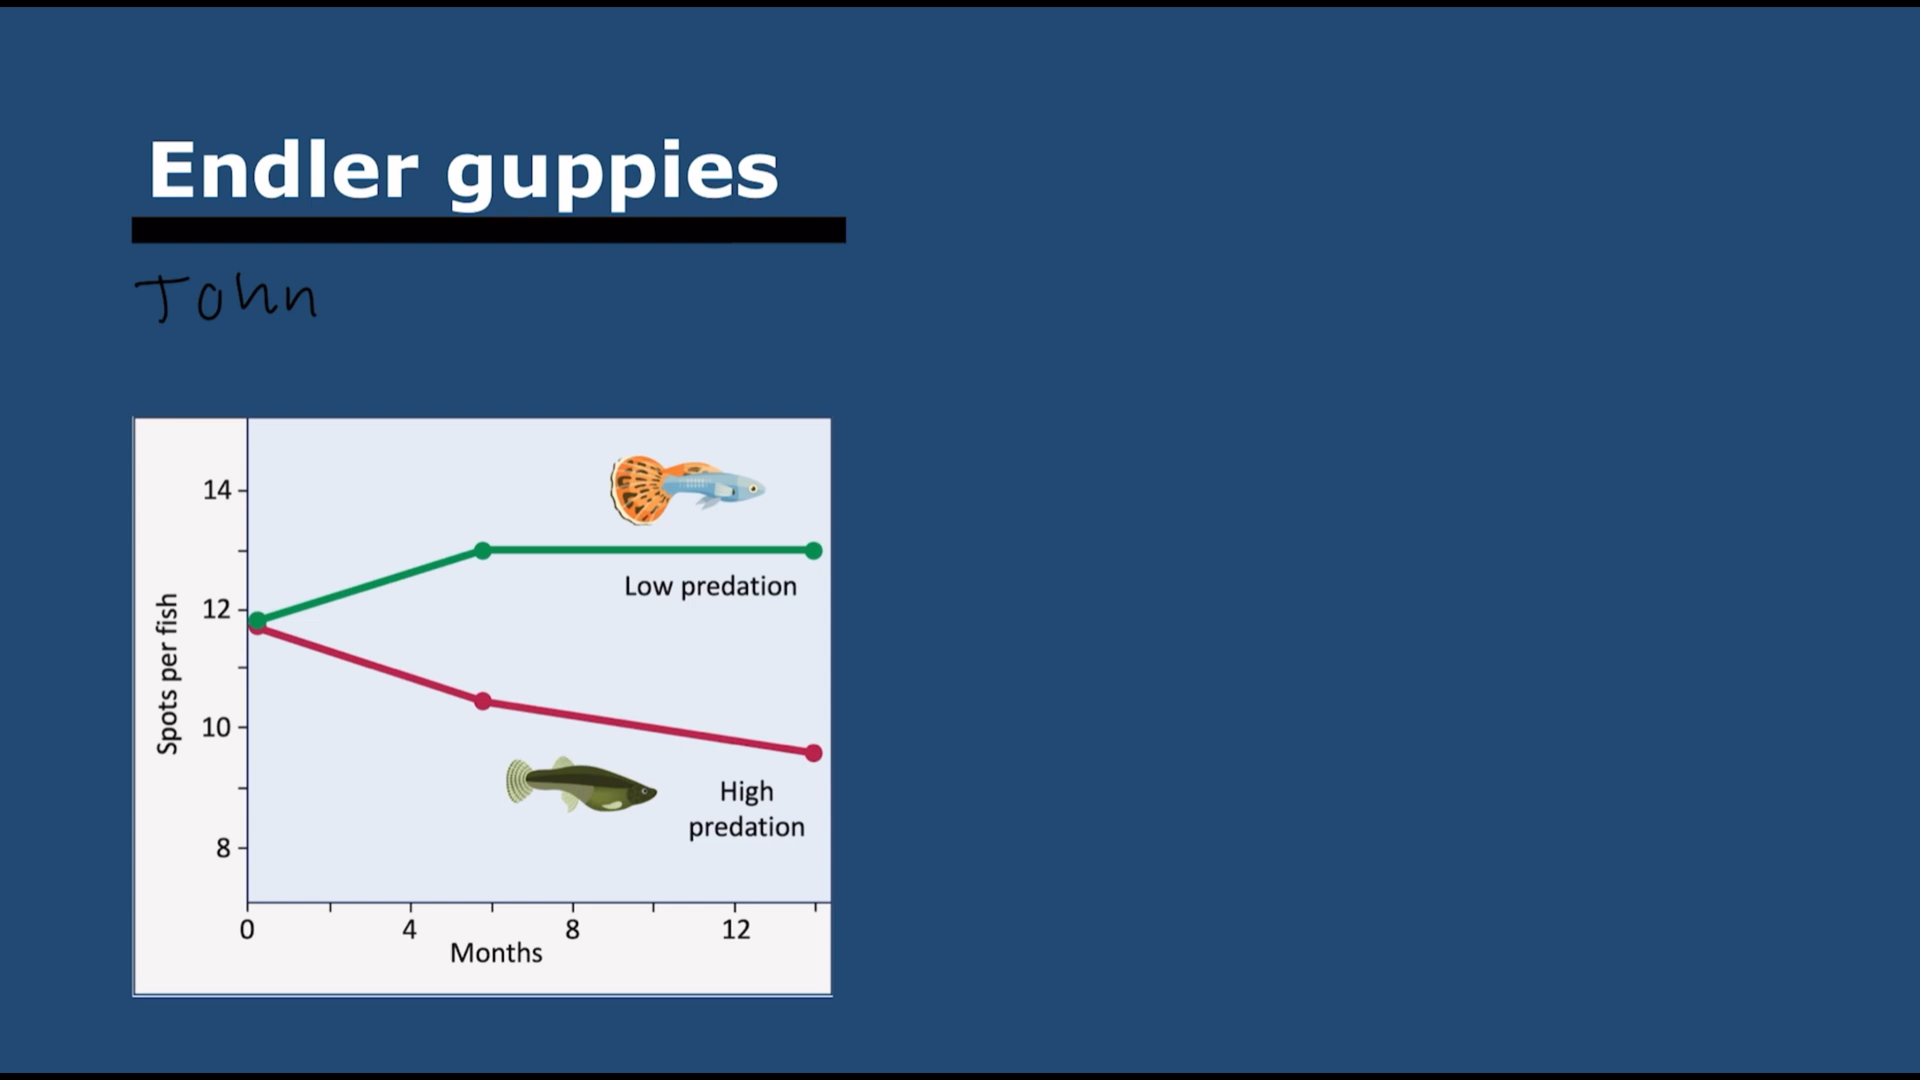 Endler guppies
John
14
12
10
8
Spots per fish
Low predation
High
predation
0 4 8 12
Months